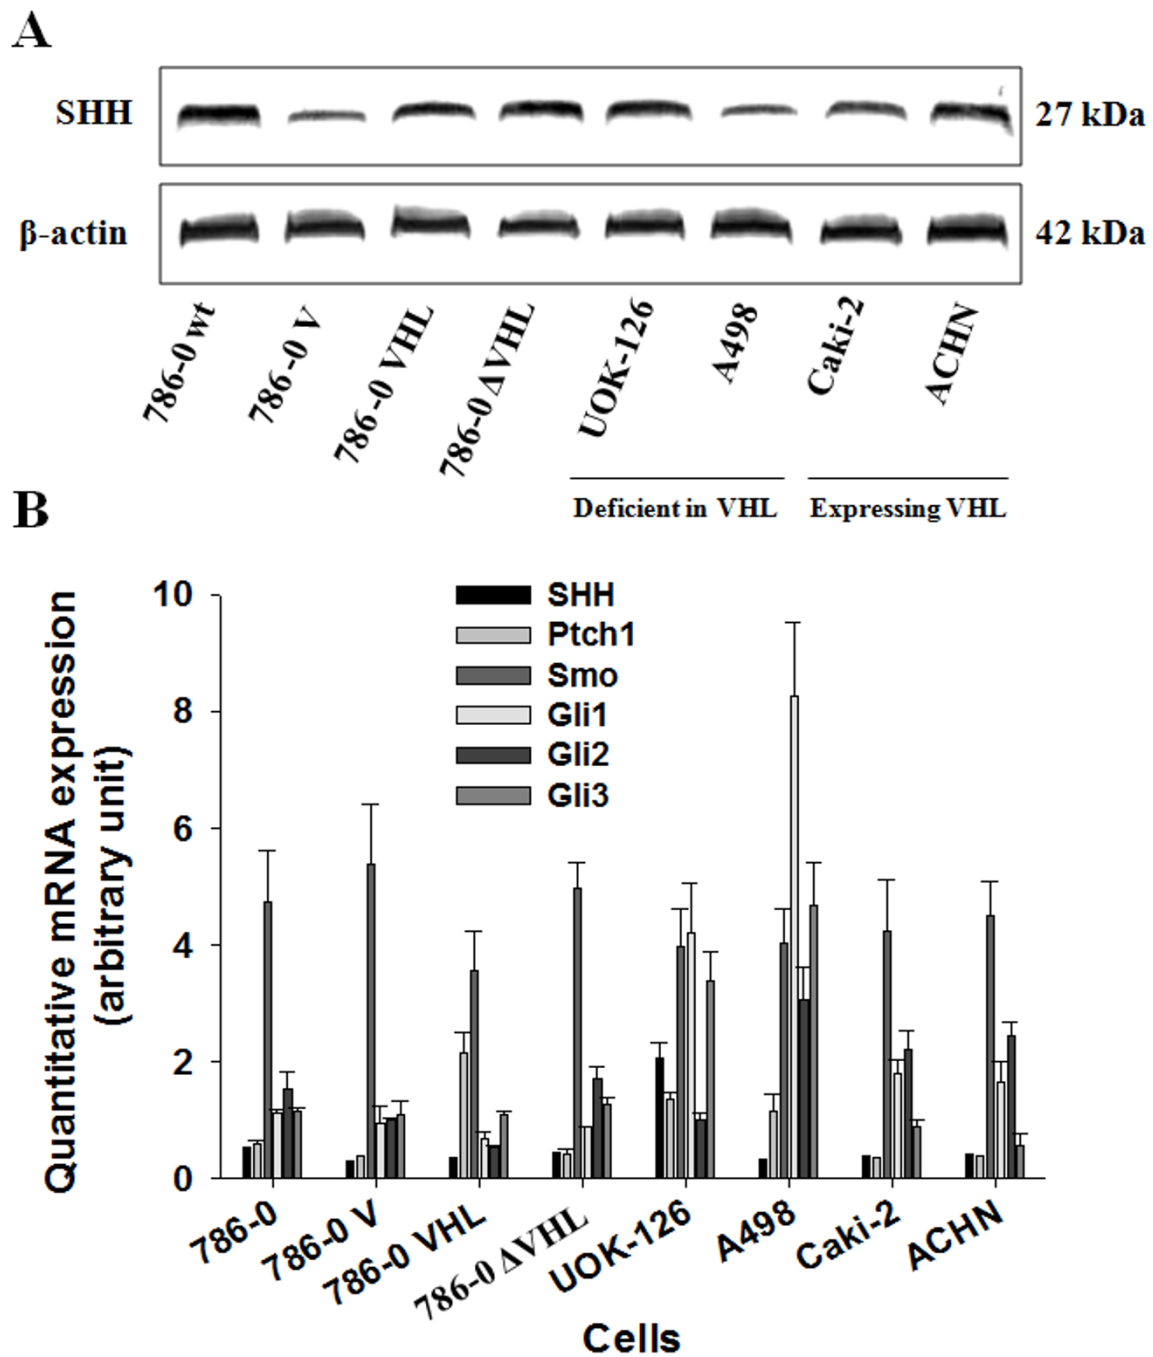 A
SHH
27 kDa
β-actin
42 kDa
786-0 wt
786-0 V
786-0 VHL
786-0 ΔVHL
UOK-126
A498
Caki-2
ACHN
Deficient in VHL
Expressing VHL
B
Quantitative mRNA expression
(arbitrary unit)
10
8
6
4
2
0
SHH
Ptch1
Smo
Gli1
Gli2
Gli3
786-0
786-0 V
786-0 VHL
786-0 ΔVHL
UOK-126
A498
Caki-2
ACHN
Cells